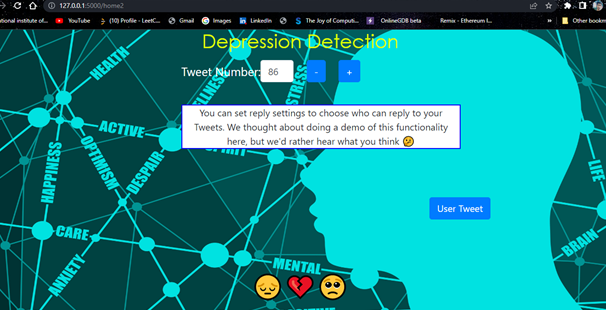 127.0.0.1:5000/home2
ational institute of...
YouTube
(10) Profile - LeetC...
Gmail
Images
LinkedIn
The Joy of Computi...
OnlineGDB beta
Remix - Ethereum I...
»
Other bookm
Depression Detection
Tweet Number: 86 - +
You can set reply settings to choose who can reply to your
Tweets. We thought about doing a demo of this functionality
here, but we'd rather hear what you think
User Tweet
HEALTH
ACTIVE
OPTIMISM
DESPAIR
HAPPINESS
STRESS
CARE
ANXIETY
MENTAL
LIFE
BRAIN